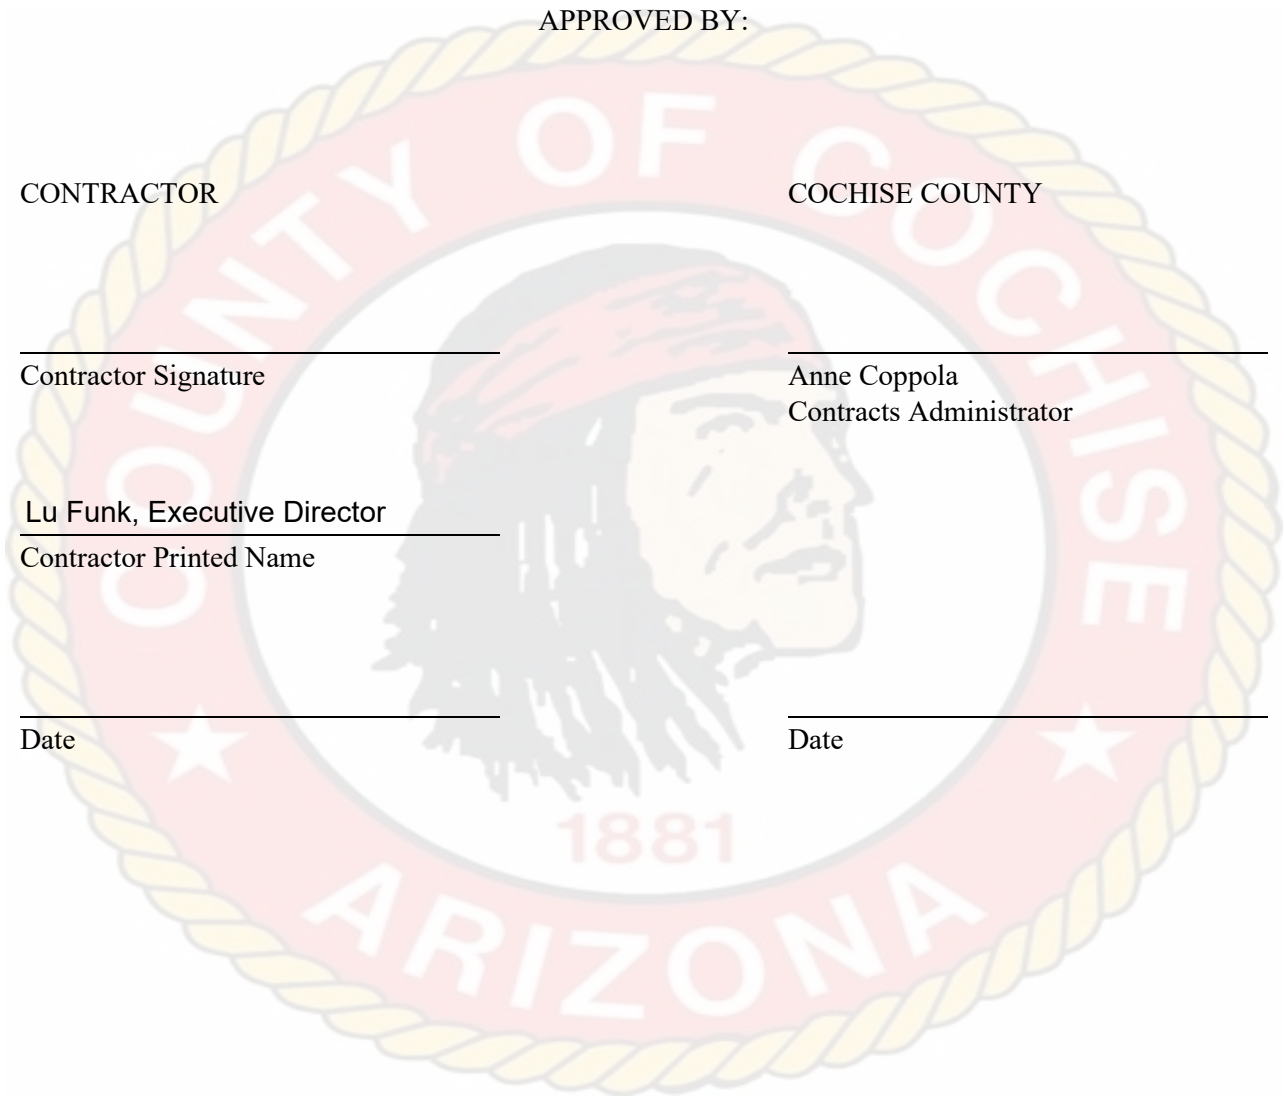 APPROVED BY:
COUNTY OF COCHISE
CONTRACTOR
COCHISE COUNTY
Contractor Signature
Anne Coppola
Contracts Administrator
Lu Funk, Executive Director
Contractor Printed Name
Date
Date
1881
ARIZONA